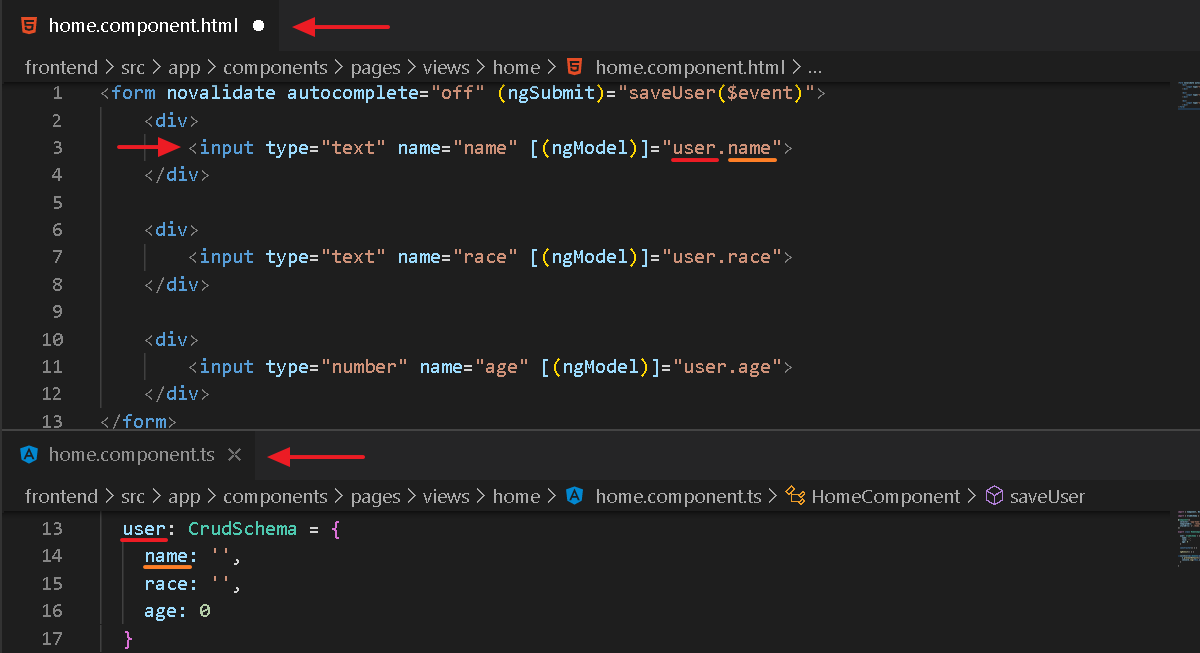 home.component.html
frontend > src > app > components > pages > views > home > home.component.html > ...
1 <form novalidate autocomplete="off" (ngSubmit)="saveUser($event)">
2 <div>
3 <input type="text" name="name" [(ngModel)]="user.name">
4 </div>
5
6 <div>
7 <input type="text" name="race" [(ngModel)]="user.race">
8 </div>
9
10 <div>
11 <input type="number" name="age" [(ngModel)]="user.age">
12 </div>
13 </form>
home.component.ts
frontend > src > app > components > pages > views > home > home.component.ts > HomeComponent > saveUser
13 user: CrudSchema = {
14 name: '',
15 race: '',
16 age: 0
17 }